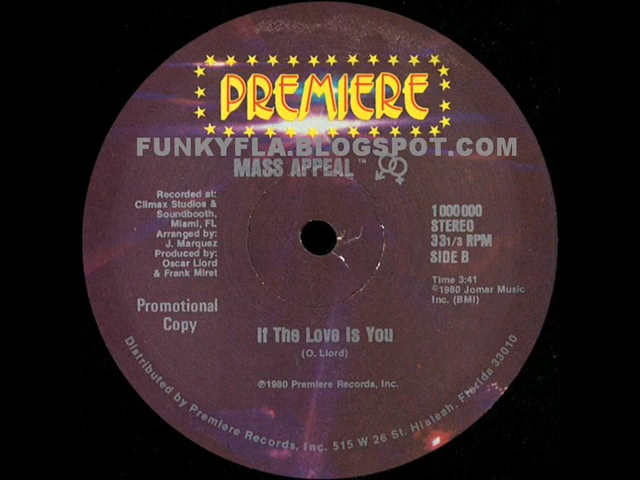 PREMIERE
FUNKYFLA.BLOGSPOT.COM
MASS APPEAL™
Recorded at:
Climax Studios &
Soundbooth,
Miami, FL
Arranged by:
J. Marquez
Produced by:
Oscar Llord
& Frank Miret
Promotional
Copy
1 000 000
STEREO
33 1/3 RPM
SIDE B
Time 3:41
©1980 Jomar Music
Inc. (BMI)
If The Love Is You
(O. Llord)
℗1980 Premiere Records, Inc.
Distributed by Premiere Records, Inc. 515 W 26 St. Hialeah, Florida 33010